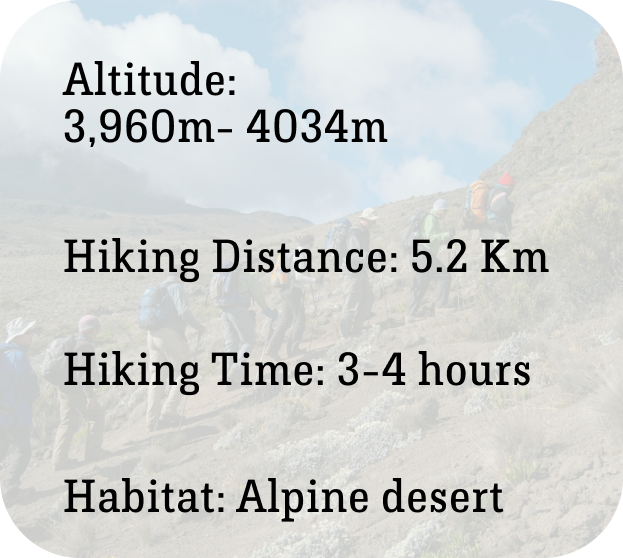 Altitude:
3,960m- 4034m
Hiking Distance: 5.2 Km
Hiking Time: 3-4 hours
Habitat: Alpine desert